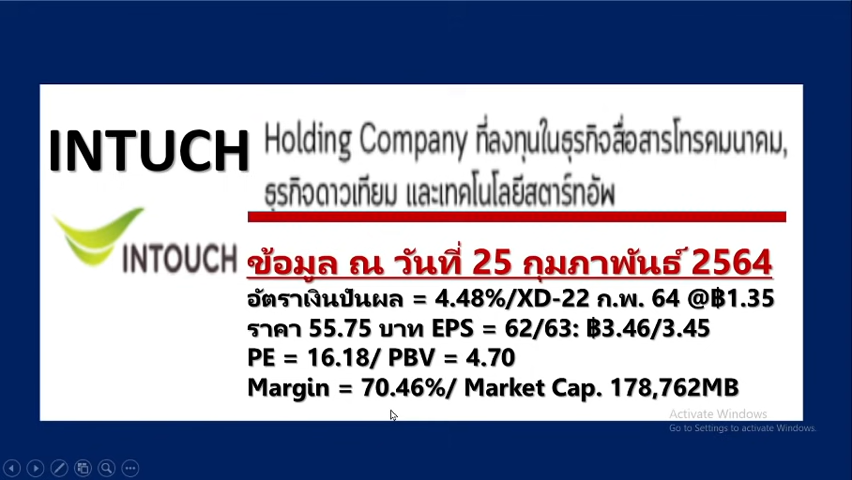 INTUCH
Holding Company ที่ลงทุนในธุรกิจสื่อสารโทรคมนาคม,
ธุรกิจดาวเทียม และเทคโนโลยีสตาร์ทอัพ
INTOUCH
ข้อมูล ณ วันที่ 25 กุมภาพันธ์ 2564
อัตราเงินปันผล = 4.48%/XD-22 ก.พ. 64 @฿1.35
ราคา 55.75 บาท EPS = 62/63: ฿3.46/3.45
PE = 16.18/ PBV = 4.70
Margin = 70.46%/ Market Cap. 178,762MB
Activate Windows
Go to Settings to activate Windows.